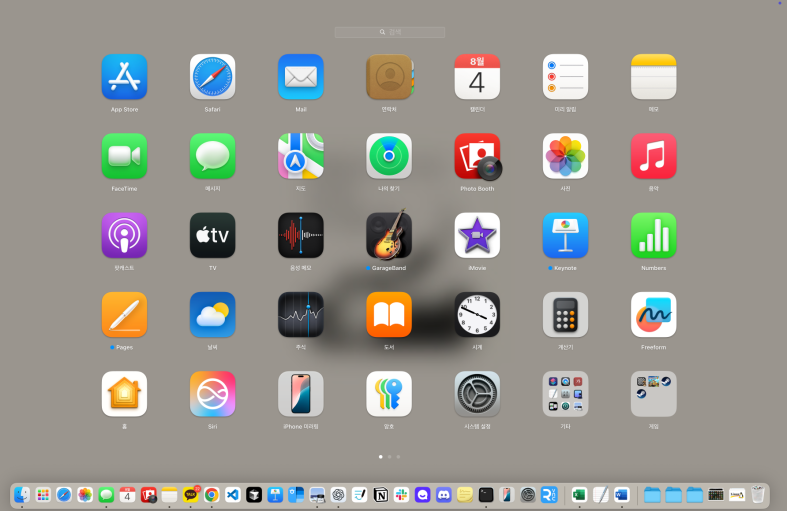 검색
App Store Safari Mail 연락처 캘린더 미리 알림 메모
8월
4
FaceTime 메시지 지도 나의 찾기 Photo Booth 사진 음악
tv
팟캐스트 TV 음성 메모 GarageBand iMovie Keynote Numbers
Pages 날씨 주식 도서 시계 계산기 Freeform
홈 Siri iPhone 미러링 암호 시스템 설정 기타 게임
4
TALK